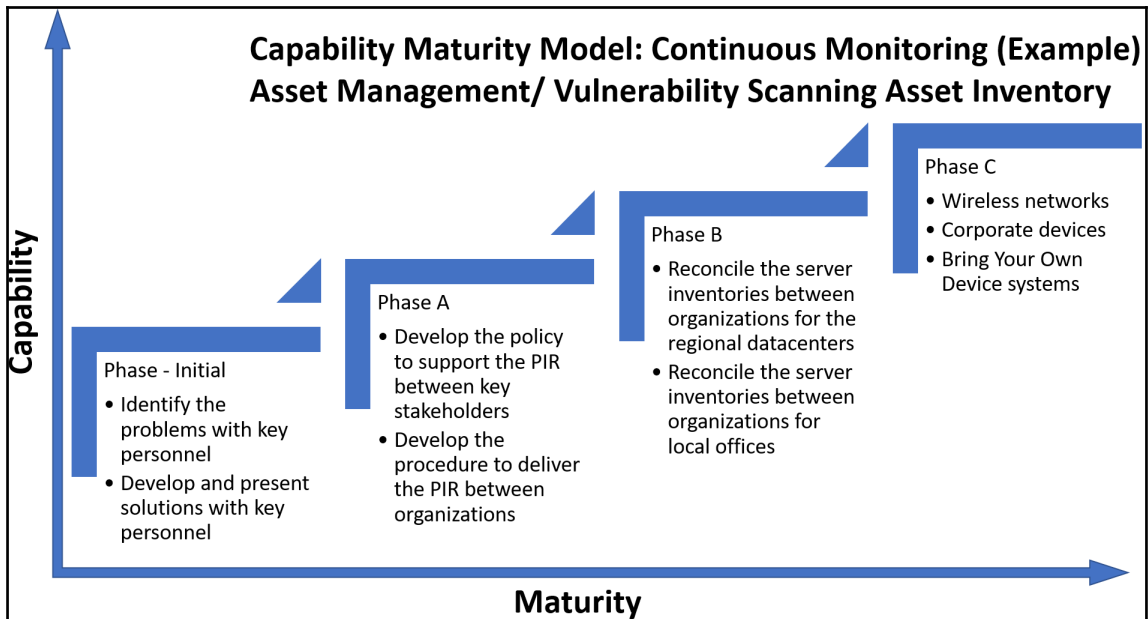 Capability Maturity Model: Continuous Monitoring (Example)
Asset Management/ Vulnerability Scanning Asset Inventory
Capability
Phase - Initial
• Identify the
problems with key
personnel
• Develop and present
solutions with key
personnel
Phase A
• Develop the policy
to support the PIR
between key
stakeholders
• Develop the
procedure to deliver
the PIR between
organizations
Phase B
• Reconcile the server
inventories between
organizations for the
regional datacenters
• Reconcile the server
inventories between
organizations for
local offices
Phase C
• Wireless networks
• Corporate devices
• Bring Your Own
Device systems
Maturity